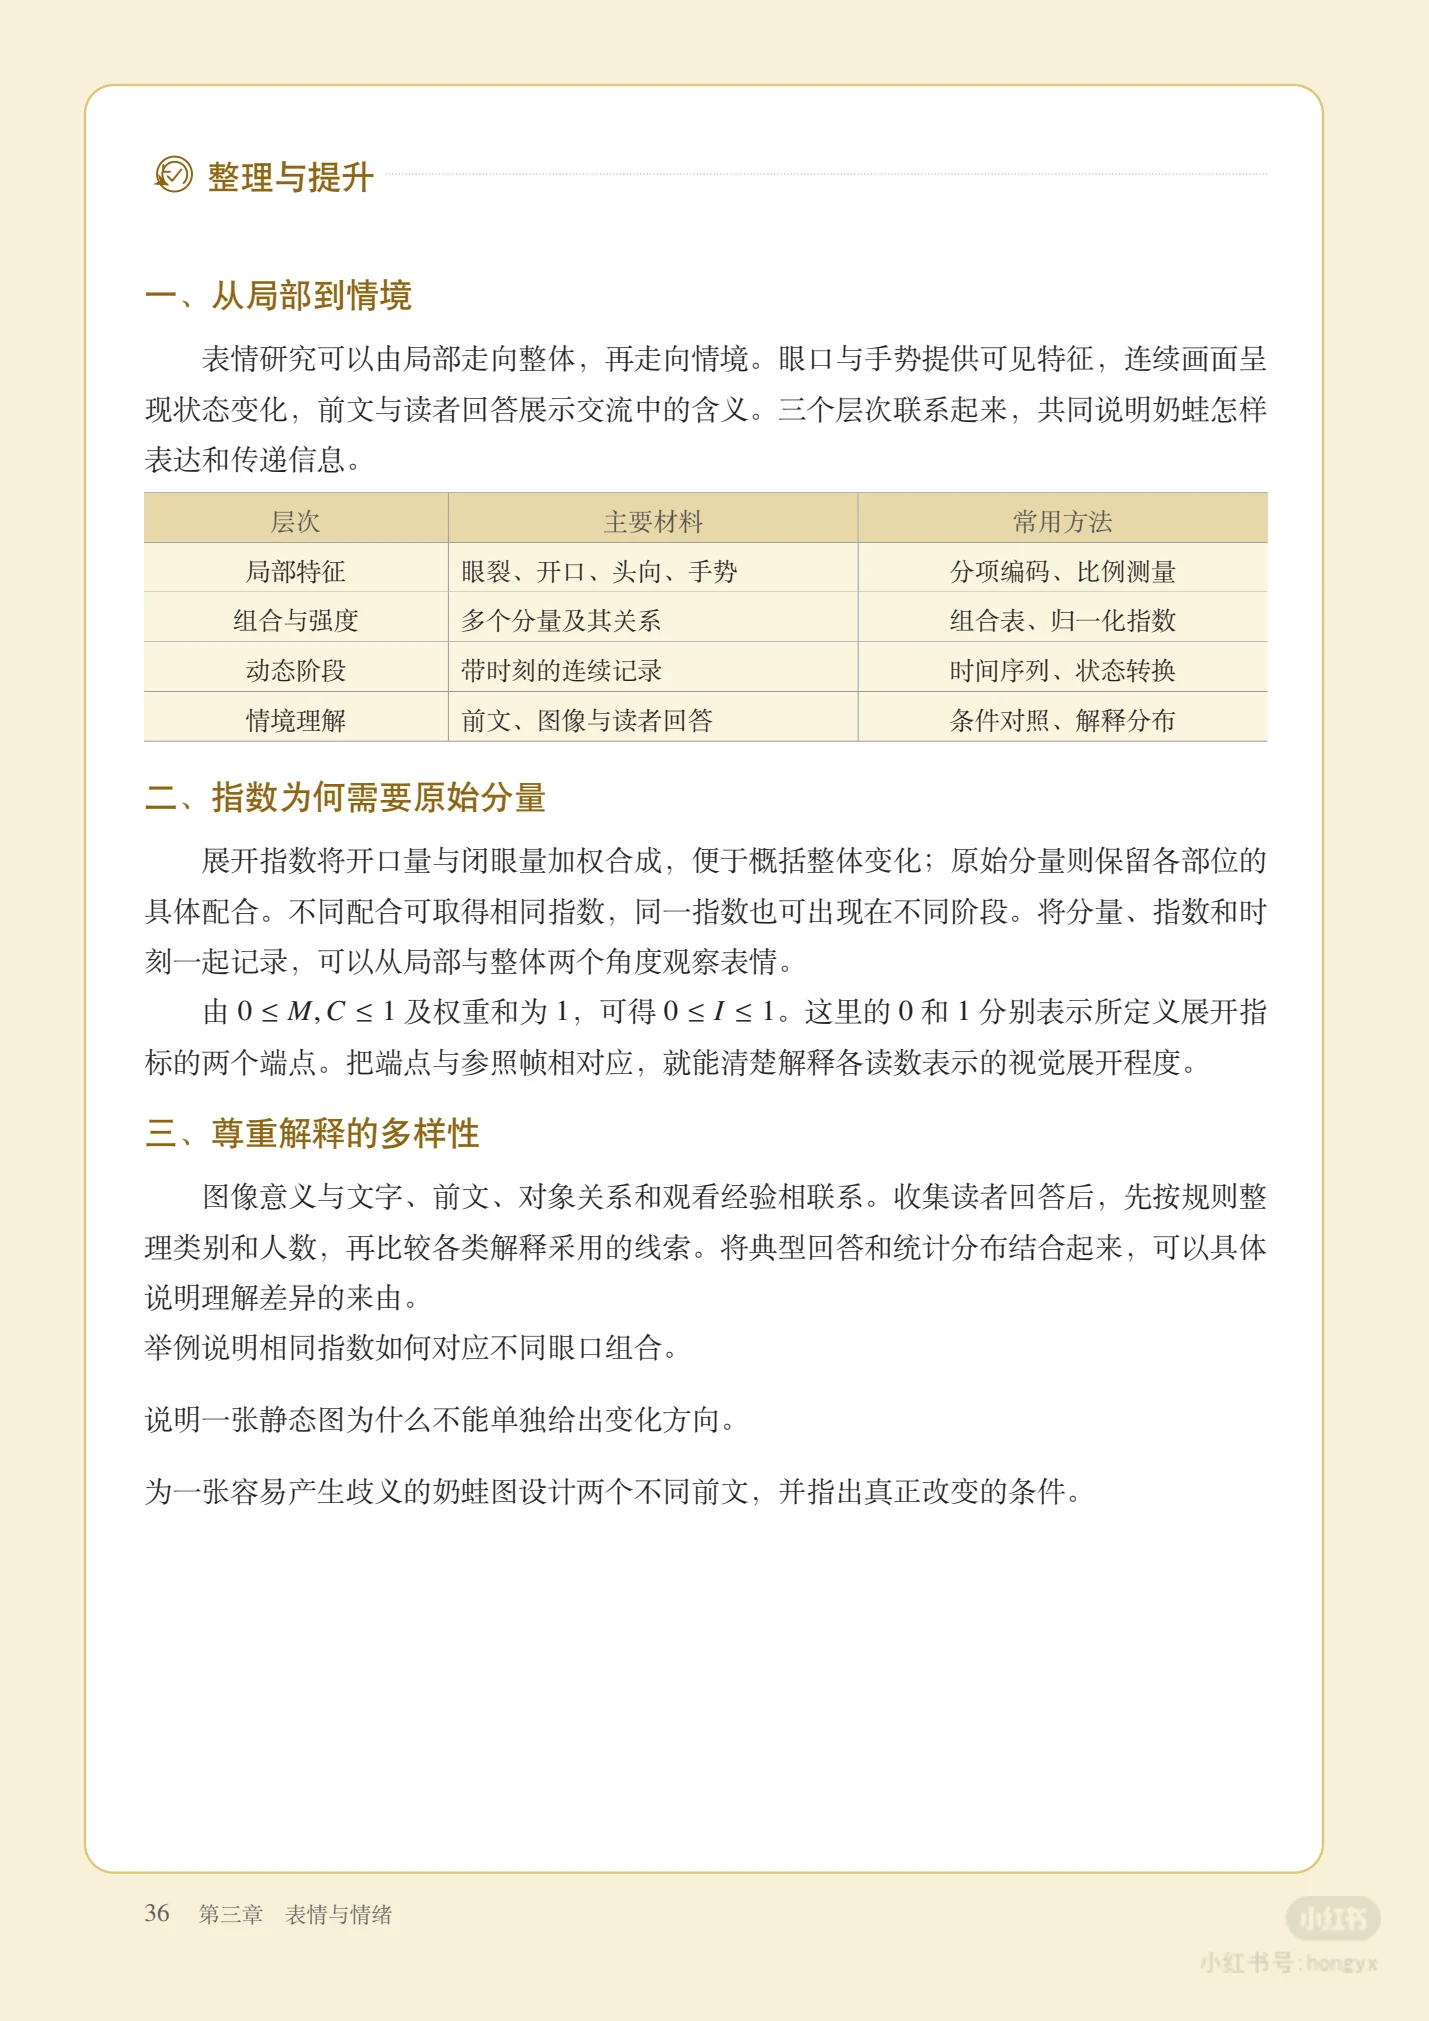 整理与提升
一、从局部到情境
表情研究可以由局部走向整体，再走向情境。眼口与手势提供可见特征，连续画面呈
现状态变化，前文与读者回答展示交流中的含义。三个层次联系起来，共同说明奶蛙怎样
表达和传递信息。
层次 主要材料 常用方法
局部特征 眼裂、开口、头向、手势 分项编码、比例测量
组合与强度 多个分量及其关系 组合表、归一化指数
动态阶段 带时刻的连续记录 时间序列、状态转换
情境理解 前文、图像与读者回答 条件对照、解释分布
二、指数为何需要原始分量
展开指数将开口量与闭眼量加权合成，便于概括整体变化；原始分量则保留各部位的
具体配合。不同配合可取得相同指数，同一指数也可出现在不同阶段。将分量、指数和时
刻一起记录，可以从局部与整体两个角度观察表情。
由 0 ≤ M, C ≤ 1 及权重和为 1，可得 0 ≤ I ≤ 1。这里的 0 和 1 分别表示所定义展开指
标的两个端点。把端点与参照帧相对应，就能清楚解释各读数表示的视觉展开程度。
三、尊重解释的多样性
图像意义与文字、前文、对象关系和观看经验相联系。收集读者回答后，先按规则整
理类别和人数，再比较各类解释采用的线索。将典型回答和统计分布结合起来，可以具体
说明理解差异的来由。
举例说明相同指数如何对应不同眼口组合。
说明一张静态图为什么不能单独给出变化方向。
为一张容易产生歧义的奶蛙图设计两个不同前文，并指出真正改变的条件。
36 第三章 表情与情绪
小红书
小红书号:hongyx